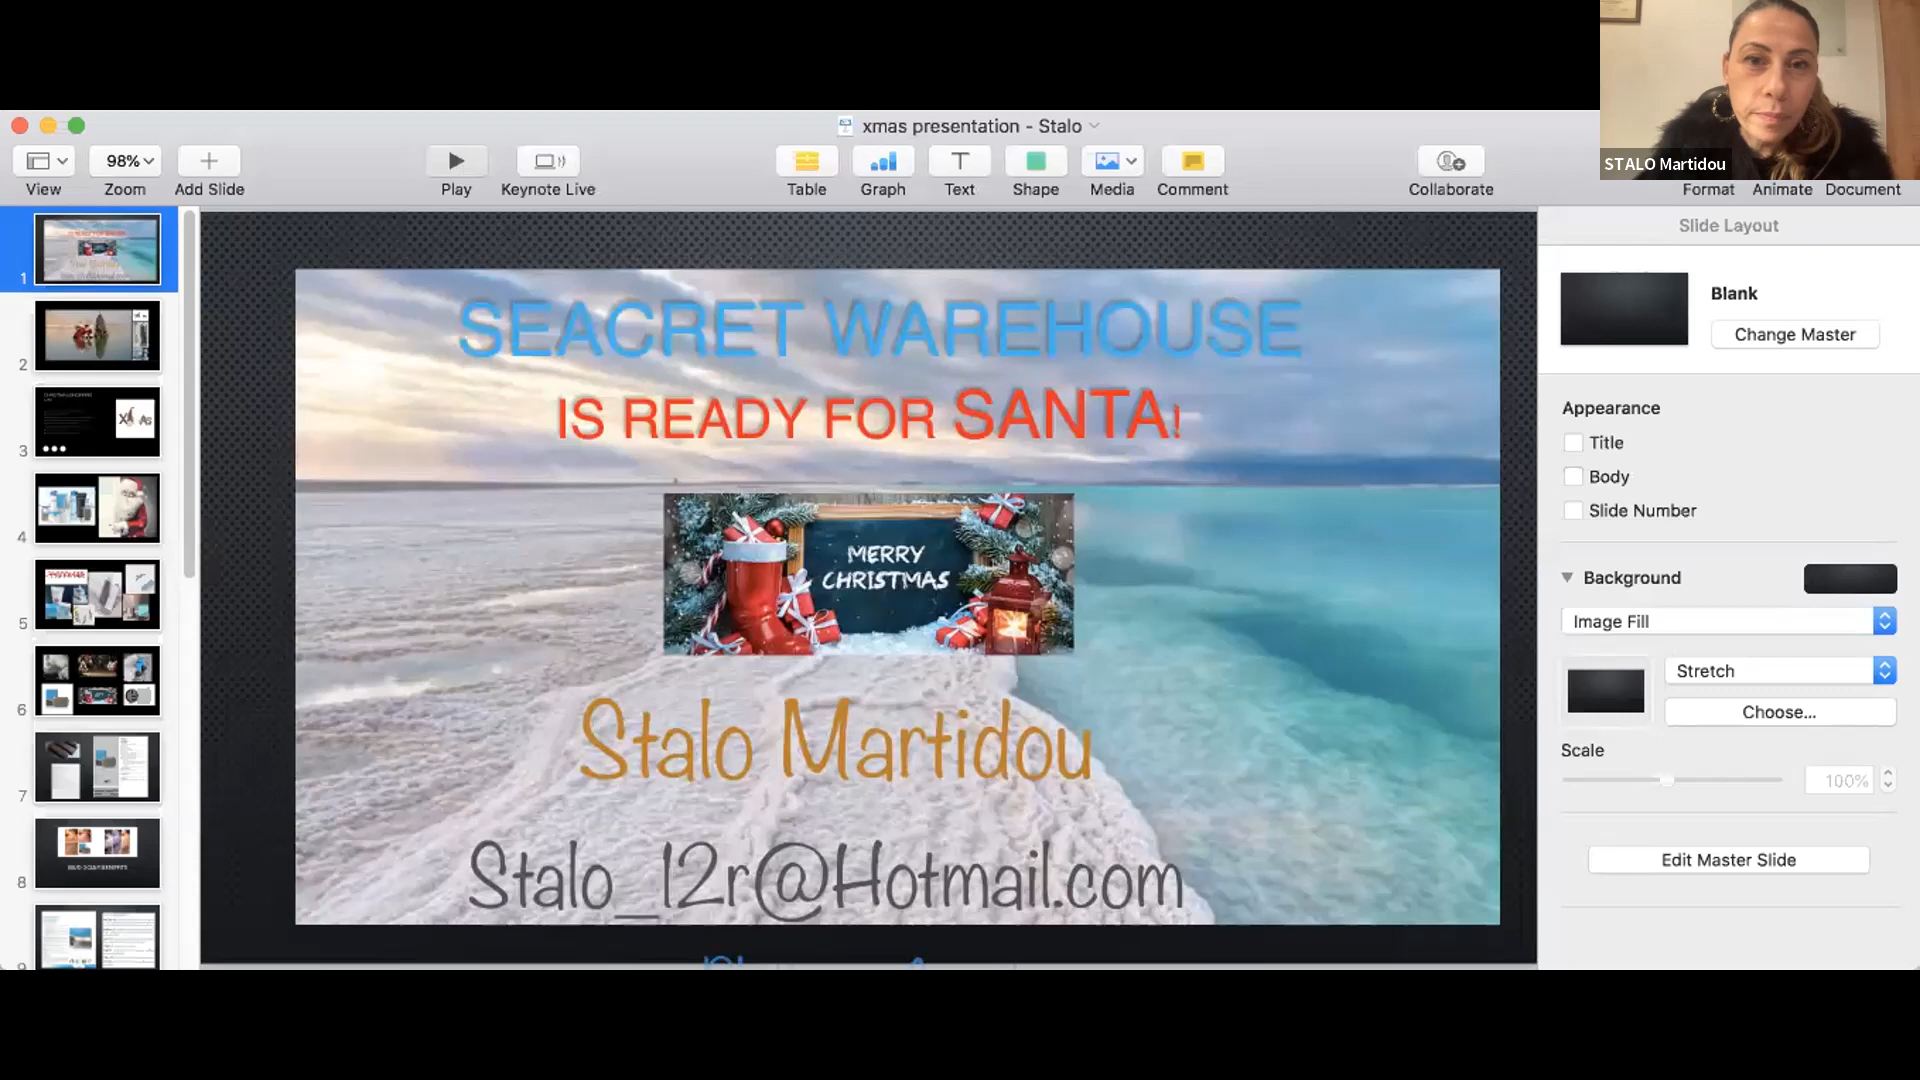 xmas presentation - Stalo
STALO Martidou
98%
View
Zoom
Add Slide
Play
Keynote Live
Table
Graph
Text
Shape
Media
Comment
Collaborate
Format
Animate
Document
1
2
3
4
5
6
7
8
SEACRET WAREHOUSE
IS READY FOR SANTA!
MERRY
CHRISTMAS
Stalo Martidou
Stalo_12r@Hotmail.com
Slide Layout
Blank
Change Master
Appearance
Title
Body
Slide Number
Background
Image Fill
Stretch
Choose...
Scale
100%
Edit Master Slide